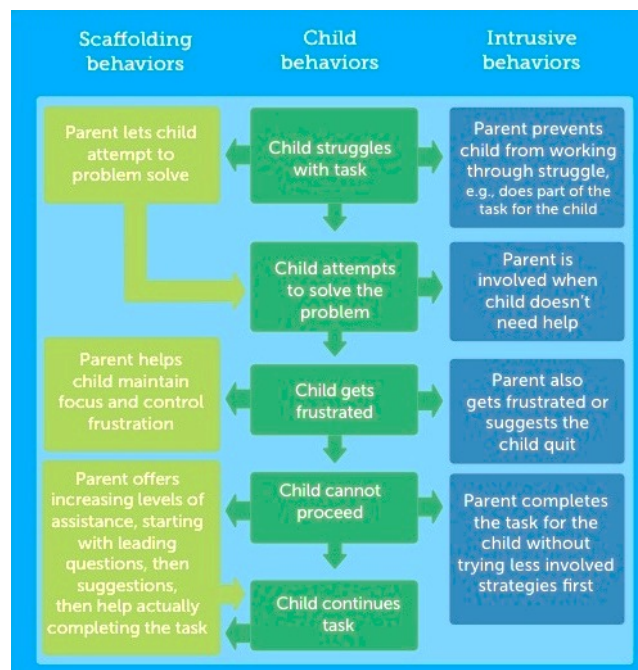 Scaffolding
behaviors
Child
behaviors
Intrusive
behaviors
Parent lets child
attempt to
problem solve
Child struggles
with task
Parent prevents
child from working
through struggle,
e.g., does part of the
task for the child
Child attempts
to solve the
problem
Parent is
involved when
child doesn't
need help
Parent helps
child maintain
focus and control
frustration
Child gets
frustrated
Parent also
gets frustrated or
suggests the
child quit
Parent offers
increasing levels of
assistance, starting
with leading
questions, then
suggestions,
then help actually
completing the task
Child cannot
proceed
Parent completes
the task for the
child without
trying less involved
strategies first
Child continues
task